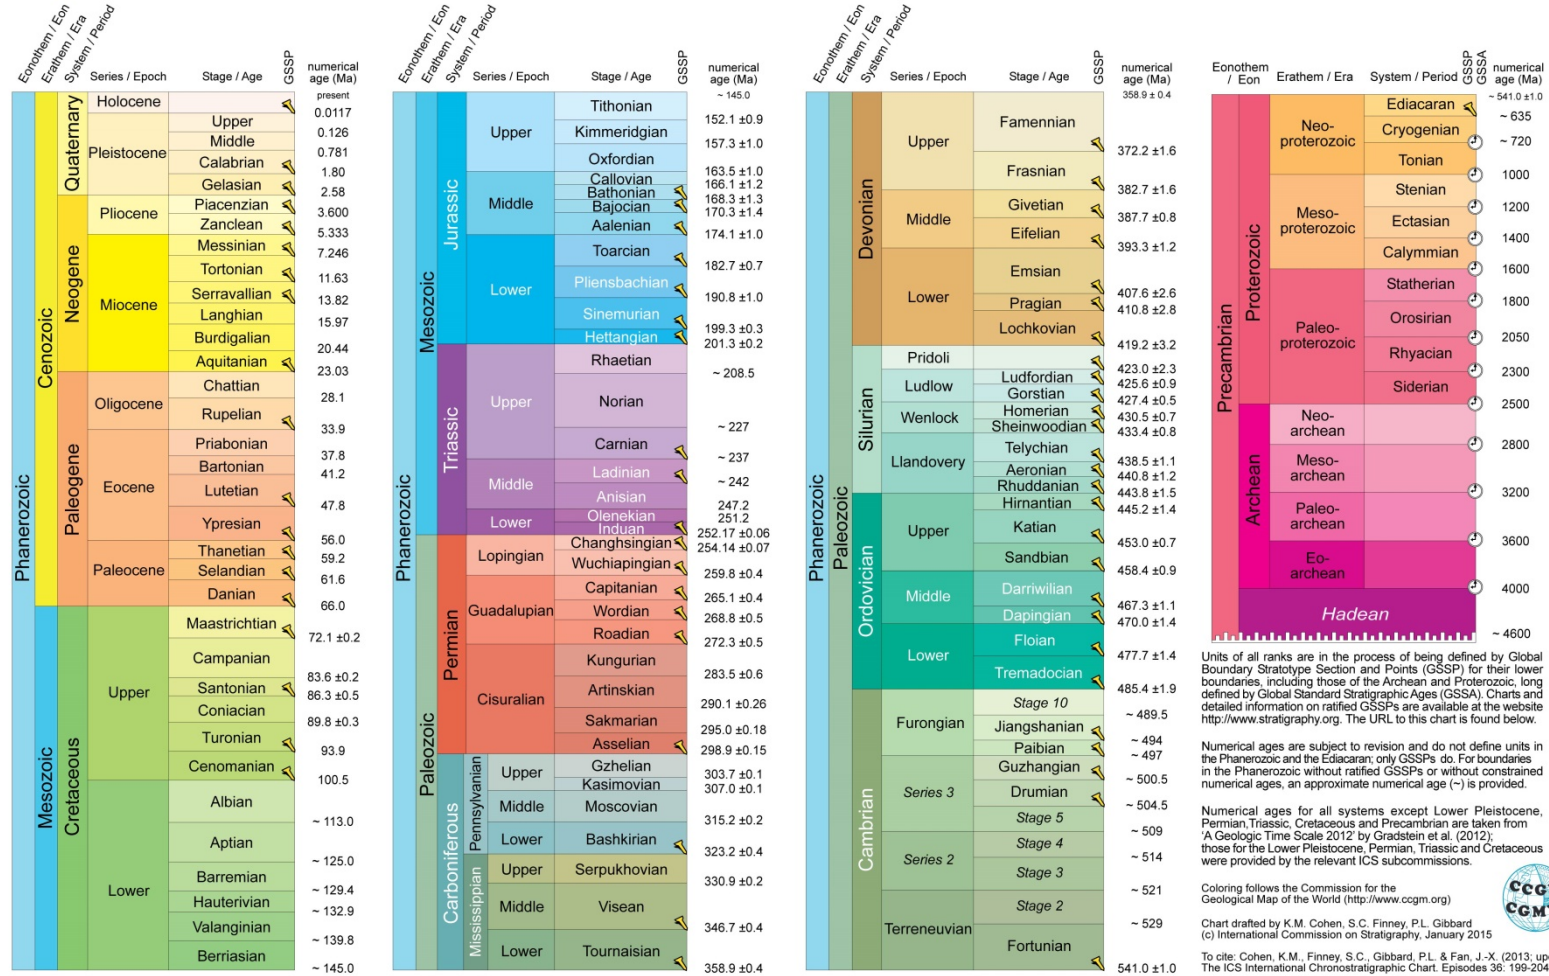 Eonothem / Eon
Erathem / Era
System / Period
Series / Epoch
Stage / Age
GSSP
numerical
age (Ma)
Phanerozoic
Cenozoic
Quaternary
Holocene
present
0.0117
Pleistocene
Upper
0.126
Middle
0.781
Calabrian
1.80
Gelasian
2.58
Neogene
Pliocene
Piacenzian
3.600
Zanclean
5.333
Miocene
Messinian
7.246
Tortonian
11.63
Serravallian
13.82
Langhian
15.97
Burdigalian
20.44
Aquitanian
23.03
Paleogene
Oligocene
Chattian
28.1
Rupelian
33.9
Eocene
Priabonian
37.8
Bartonian
41.2
Lutetian
47.8
Ypresian
56.0
Paleocene
Thanetian
59.2
Selandian
61.6
Danian
66.0
Mesozoic
Cretaceous
Upper
Maastrichtian
72.1 ±0.2
Campanian
83.6 ±0.2
Santonian
86.3 ±0.5
Coniacian
89.8 ±0.3
Turonian
93.9
Cenomanian
100.5
Lower
Albian
~ 113.0
Aptian
~ 125.0
Barremian
~ 129.4
Hauterivian
~ 132.9
Valanginian
~ 139.8
Berriasian
~ 145.0
Eonothem / Eon
Erathem / Era
System / Period
Series / Epoch
Stage / Age
GSSP
numerical
age (Ma)
Phanerozoic
Mesozoic
Jurassic
~ 145.0
Upper
Tithonian
152.1 ±0.9
Kimmeridgian
157.3 ±1.0
Oxfordian
163.5 ±1.0
Middle
Callovian
166.1 ±1.2
Bathonian
168.3 ±1.3
Bajocian
170.3 ±1.4
Aalenian
174.1 ±1.0
Lower
Toarcian
182.7 ±0.7
Pliensbachian
190.8 ±1.0
Sinemurian
199.3 ±0.3
Hettangian
201.3 ±0.2
Triassic
Upper
Rhaetian
~ 208.5
Norian
~ 227
Carnian
~ 237
Middle
Ladinian
~ 242
Anisian
247.2
Lower
Olenekian
251.2
Induan
252.17 ±0.06
Paleozoic
Permian
Lopingian
Changhsingian
254.14 ±0.07
Wuchiapingian
259.8 ±0.4
Guadalupian
Capitanian
265.1 ±0.4
Wordian
268.8 ±0.5
Roadian
272.3 ±0.5
Cisuralian
Kungurian
283.5 ±0.6
Artinskian
290.1 ±0.26
Sakmarian
295.0 ±0.18
Asselian
298.9 ±0.15
Carboniferous
Pennsylvanian
Upper
Gzhelian
303.7 ±0.1
Kasimovian
307.0 ±0.1
Middle
Moscovian
315.2 ±0.2
Lower
Bashkirian
323.2 ±0.4
Mississippian
Upper
Serpukhovian
330.9 ±0.2
Middle
Visean
346.7 ±0.4
Lower
Tournaisian
358.9 ±0.4
Eonothem / Eon
Erathem / Era
System / Period
Series / Epoch
Stage / Age
GSSP
numerical
age (Ma)
Phanerozoic
Paleozoic
Devonian
358.9 ± 0.4
Upper
Famennian
372.2 ±1.6
Frasnian
382.7 ±1.6
Middle
Givetian
387.7 ±0.8
Eifelian
393.3 ±1.2
Lower
Emsian
407.6 ±2.6
Pragian
410.8 ±2.8
Lochkovian
419.2 ±3.2
Silurian
Pridoli
423.0 ±2.3
Ludlow
Ludfordian
425.6 ±0.9
Gorstian
427.4 ±0.5
Wenlock
Homerian
430.5 ±0.7
Sheinwoodian
433.4 ±0.8
Llandovery
Telychian
438.5 ±1.1
Aeronian
440.8 ±1.2
Rhuddanian
443.8 ±1.5
Ordovician
Upper
Hirnantian
445.2 ±1.4
Katian
453.0 ±0.7
Sandbian
458.4 ±0.9
Middle
Darriwilian
467.3 ±1.1
Dapingian
470.0 ±1.4
Lower
Floian
477.7 ±1.4
Tremadocian
485.4 ±1.9
Cambrian
Furongian
Stage 10
~ 489.5
Jiangshanian
~ 494
Paibian
~ 497
Series 3
Guzhangian
~ 500.5
Drumian
~ 504.5
Stage 5
~ 509
Series 2
Stage 4
~ 514
Stage 3
~ 521
Terreneuvian
Stage 2
~ 529
Fortunian
541.0 ±1.0
Eonothem
/ Eon
Erathem / Era
System / Period
GSSP
GSSA
numerical
age (Ma)
Precambrian
Proterozoic
~ 541.0 ±1.0
Neo-
proterozoic
Ediacaran
~ 635
Cryogenian
~ 720
Tonian
1000
Meso-
proterozoic
Stenian
1200
Ectasian
1400
Calymmian
1600
Paleo-
proterozoic
Statherian
1800
Orosirian
2050
Rhyacian
2300
Siderian
2500
Archean
Neo-
archean
2800
Meso-
archean
3200
Paleo-
archean
3600
Eo-
archean
4000
Hadean
~ 4600
Units of all ranks are in the process of being defined by Global
Boundary Stratotype Section and Points (GSSP) for their lower
boundaries, including those of the Archean and Proterozoic, long
defined by Global Standard Stratigraphic Ages (GSSA). Charts and
detailed information on ratified GSSPs are available at the website
http://www.stratigraphy.org. The URL to this chart is found below.
Numerical ages are subject to revision and do not define units in
the Phanerozoic and the Ediacaran; only GSSPs do. For boundaries
in the Phanerozoic without ratified GSSPs or without constrained
numerical ages, an approximate numerical age (~) is provided.
Numerical ages for all systems except Lower Pleistocene,
Permian,Triassic, Cretaceous and Precambrian are taken from
'A Geologic Time Scale 2012' by Gradstein et al. (2012);
those for the Lower Pleistocene, Permian, Triassic and Cretaceous
were provided by the relevant ICS subcommissions.
Coloring follows the Commission for the
Geological Map of the World (http://www.ccgm.org)
CCG
CGM
Chart drafted by K.M. Cohen, S.C. Finney, P.L. Gibbard
(c) International Commission on Stratigraphy, January 2015
To cite: Cohen, K.M., Finney, S.C., Gibbard, P.L. & Fan, J.-X. (2013; up
The ICS International Chronostratigraphic Chart. Episodes 36: 199-204